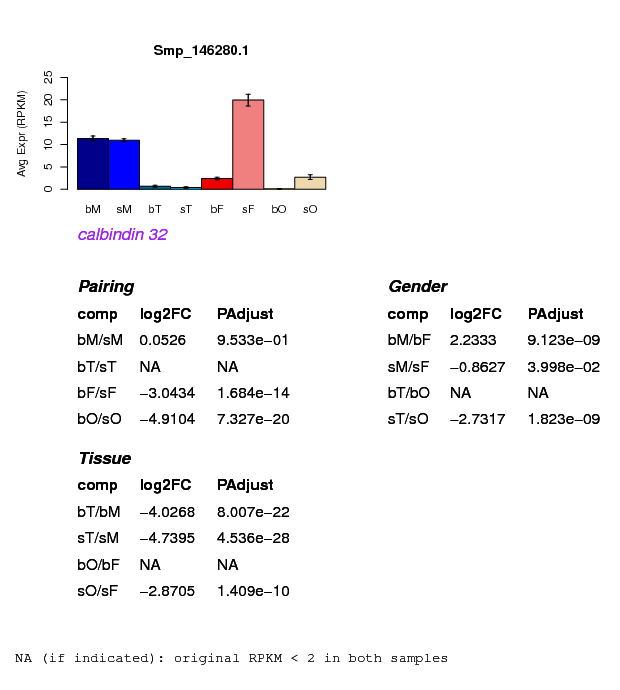 Smp_146280.1
Avg Expr (RPKM)
25
20
15
10
5
0
bM sM bT sT bF sF bO sO
calbindin 32
Pairing
comp log2FC PAdjust
bM/sM 0.0526 9.533e−01
bT/sT NA NA
bF/sF −3.0434 1.684e−14
bO/sO −4.9104 7.327e−20
Gender
comp log2FC PAdjust
bM/bF 2.2333 9.123e−09
sM/sF −0.8627 3.998e−02
bT/bO NA NA
sT/sO −2.7317 1.823e−09
Tissue
comp log2FC PAdjust
bT/bM −4.0268 8.007e−22
sT/sM −4.7395 4.536e−28
bO/bF NA NA
sO/sF −2.8705 1.409e−10
NA (if indicated): original RPKM < 2 in both samples